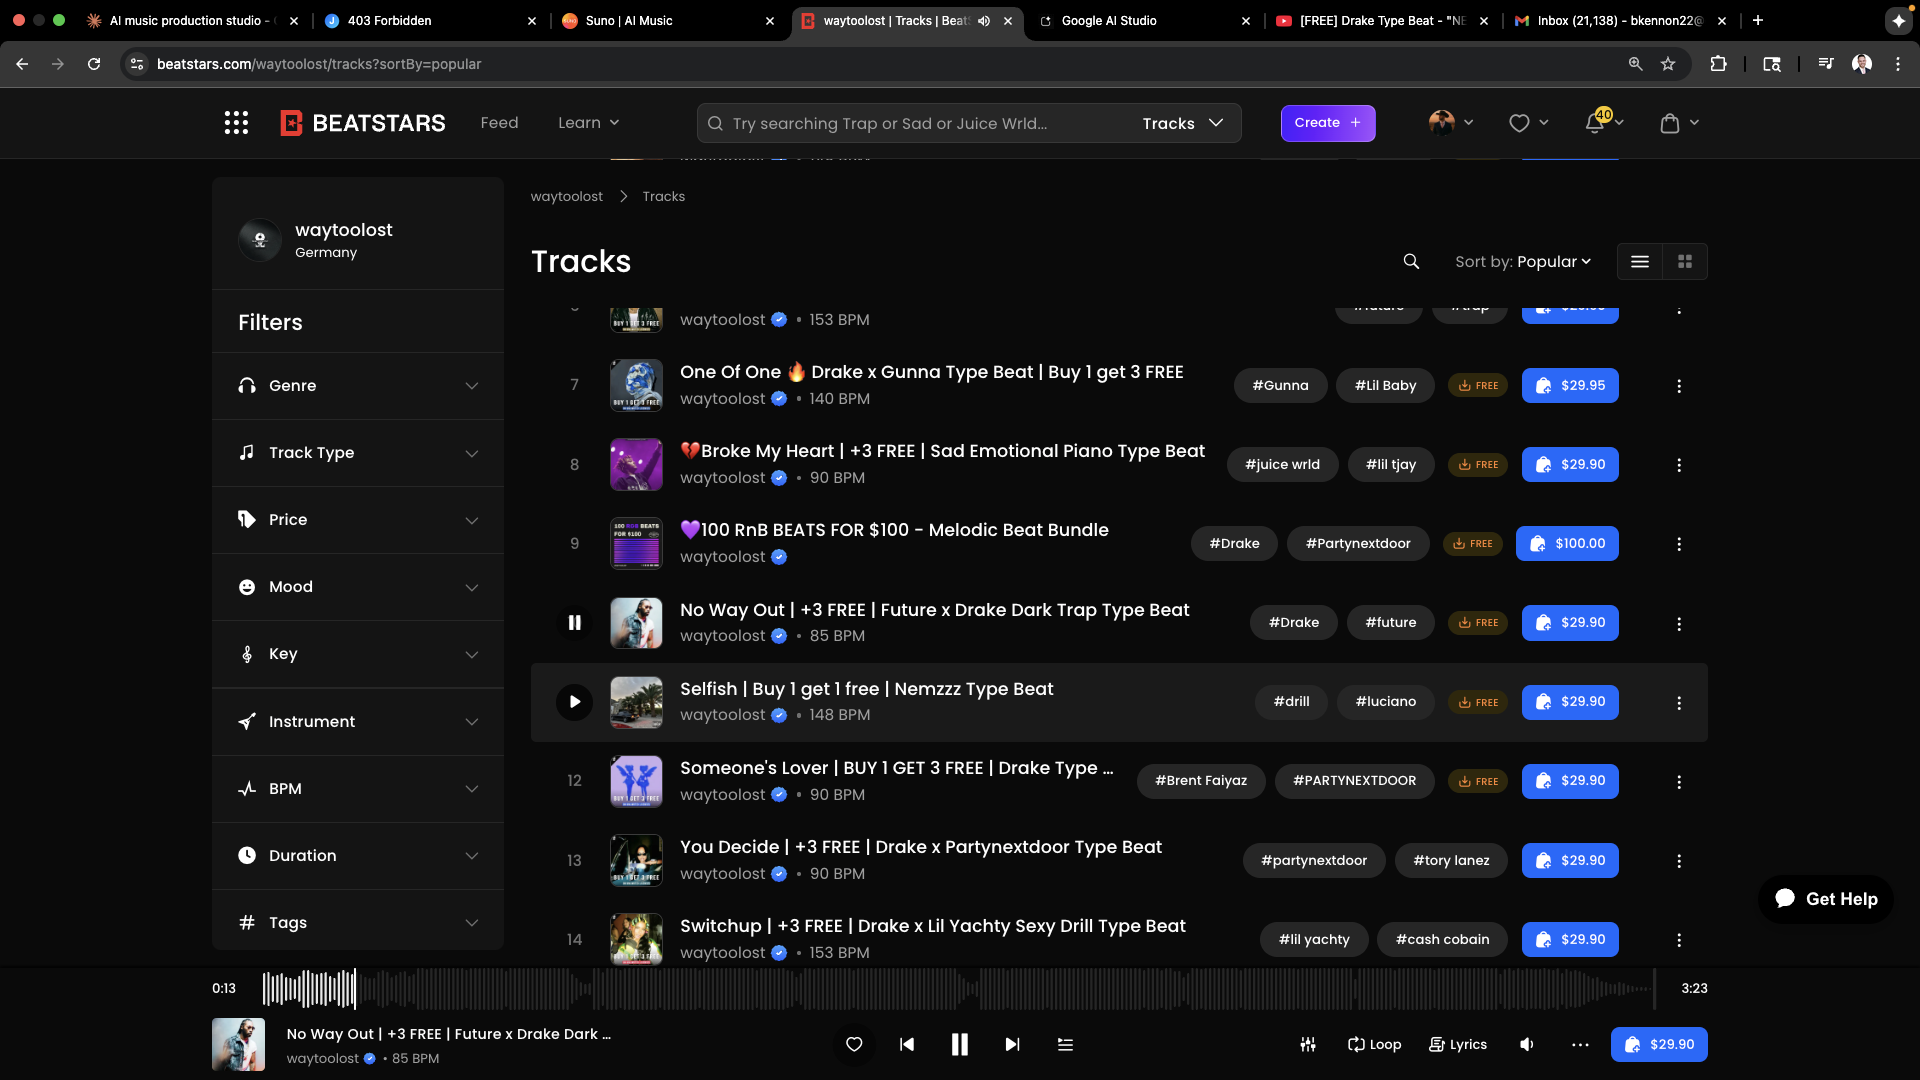 AI music production studio -
403 Forbidden
Suno | AI Music
waytoolost | Tracks | BeatS
Google AI Studio
[FREE] Drake Type Beat - "NE
Inbox (21,138) - bkennon22@
beatstars.com/waytoolost/tracks?sortBy=popular
BEATSTARS
Feed
Learn
Try searching Trap or Sad or Juice Wrld...
Tracks
Create +
40
waytoolost
Germany
Filters
Genre
Track Type
Price
Mood
Key
Instrument
BPM
Duration
Tags
waytoolost > Tracks
Tracks
Sort by: Popular
waytoolost • 153 BPM
7
One Of One 🔥 Drake x Gunna Type Beat | Buy 1 get 3 FREE
waytoolost • 140 BPM
#Gunna
#Lil Baby
FREE
$29.95
8
💔Broke My Heart | +3 FREE | Sad Emotional Piano Type Beat
waytoolost • 90 BPM
#juice wrld
#lil tjay
FREE
$29.90
9
💜100 RnB BEATS FOR $100 - Melodic Beat Bundle
waytoolost
#Drake
#Partynextdoor
FREE
$100.00
No Way Out | +3 FREE | Future x Drake Dark Trap Type Beat
waytoolost • 85 BPM
#Drake
#future
FREE
$29.90
Selfish | Buy 1 get 1 free | Nemzzz Type Beat
waytoolost • 148 BPM
#drill
#luciano
FREE
$29.90
12
Someone's Lover | BUY 1 GET 3 FREE | Drake Type ...
waytoolost • 90 BPM
#Brent Faiyaz
#PARTYNEXTDOOR
FREE
$29.90
13
You Decide | +3 FREE | Drake x Partynextdoor Type Beat
waytoolost • 90 BPM
#partynextdoor
#tory lanez
$29.90
14
Switchup | +3 FREE | Drake x Lil Yachty Sexy Drill Type Beat
waytoolost • 153 BPM
#lil yachty
#cash cobain
$29.90
Get Help
0:13
3:23
No Way Out | +3 FREE | Future x Drake Dark ...
waytoolost • 85 BPM
Loop
Lyrics
$29.90